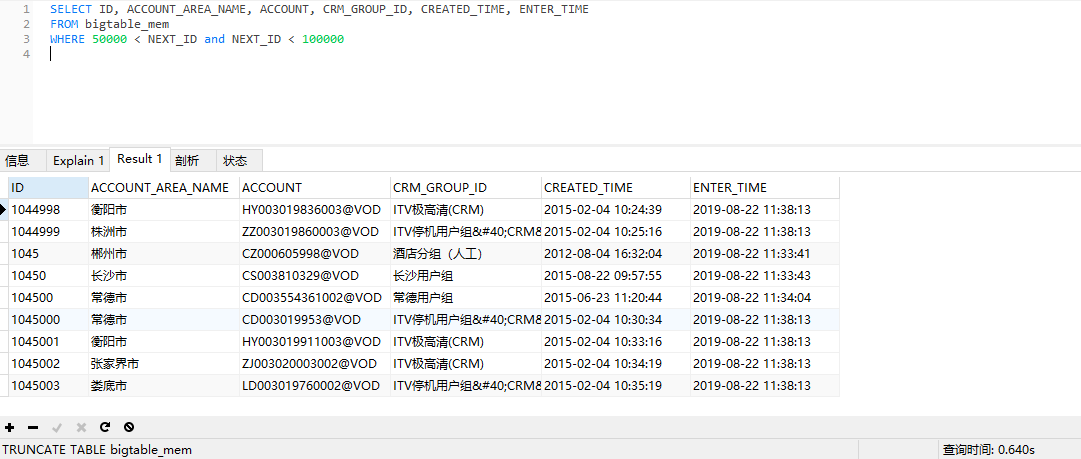 1 SELECT ID, ACCOUNT_AREA_NAME, ACCOUNT, CRM_GROUP_ID, CREATED_TIME, ENTER_TIME
2 FROM bigtable_mem
3 WHERE 50000 < NEXT_ID and NEXT_ID < 100000
4
信息 Explain 1 Result 1 剖析 状态
ID ACCOUNT_AREA_NAME ACCOUNT CRM_GROUP_ID CREATED_TIME ENTER_TIME
1044998 衡阳市 HY003019836003@VOD ITV极高清(CRM) 2015-02-04 10:24:39 2019-08-22 11:38:13
1044999 株洲市 ZZ003019860003@VOD ITV停机用户组&#40;CRM& 2015-02-04 10:25:16 2019-08-22 11:38:13
1045 郴州市 CZ000605998@VOD 酒店分组（人工） 2012-08-04 16:32:04 2019-08-22 11:33:41
10450 长沙市 CS003810329@VOD 长沙用户组 2015-08-22 09:57:55 2019-08-22 11:33:43
104500 常德市 CD003554361002@VOD 常德用户组 2015-06-23 11:20:44 2019-08-22 11:34:04
1045000 常德市 CD003019953@VOD ITV停机用户组&#40;CRM& 2015-02-04 10:30:34 2019-08-22 11:38:13
1045001 衡阳市 HY003019911003@VOD ITV极高清(CRM) 2015-02-04 10:33:16 2019-08-22 11:38:13
1045002 张家界市 ZJ003020003002@VOD ITV极高清(CRM) 2015-02-04 10:34:19 2019-08-22 11:38:13
1045003 娄底市 LD003019760002@VOD ITV停机用户组&#40;CRM& 2015-02-04 10:35:19 2019-08-22 11:38:13
TRUNCATE TABLE bigtable_mem 查询时间: 0.640s